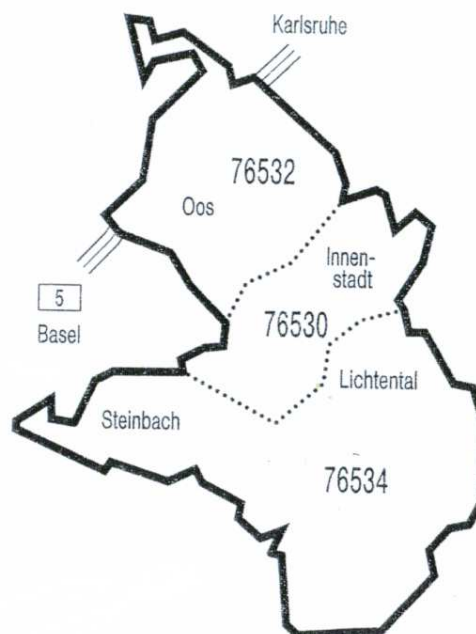 Karlsruhe
76532
Oos
Innen-
stadt
5
Basel
76530
Lichtental
Steinbach
76534